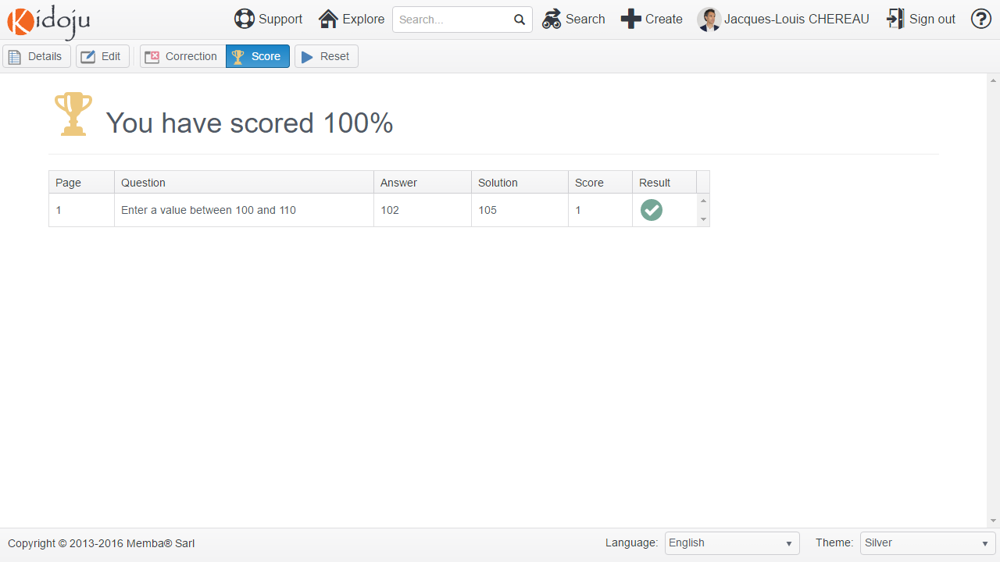 Kidoju Support Explore Search... Search Create Jacques-Louis CHEREAU Sign out ?
Details Edit Correction Score Reset
You have scored 100%
Page Question Answer Solution Score Result
1 Enter a value between 100 and 110 102 105 1
Copyright © 2013-2016 Memba® Sarl Language: English Theme: Silver